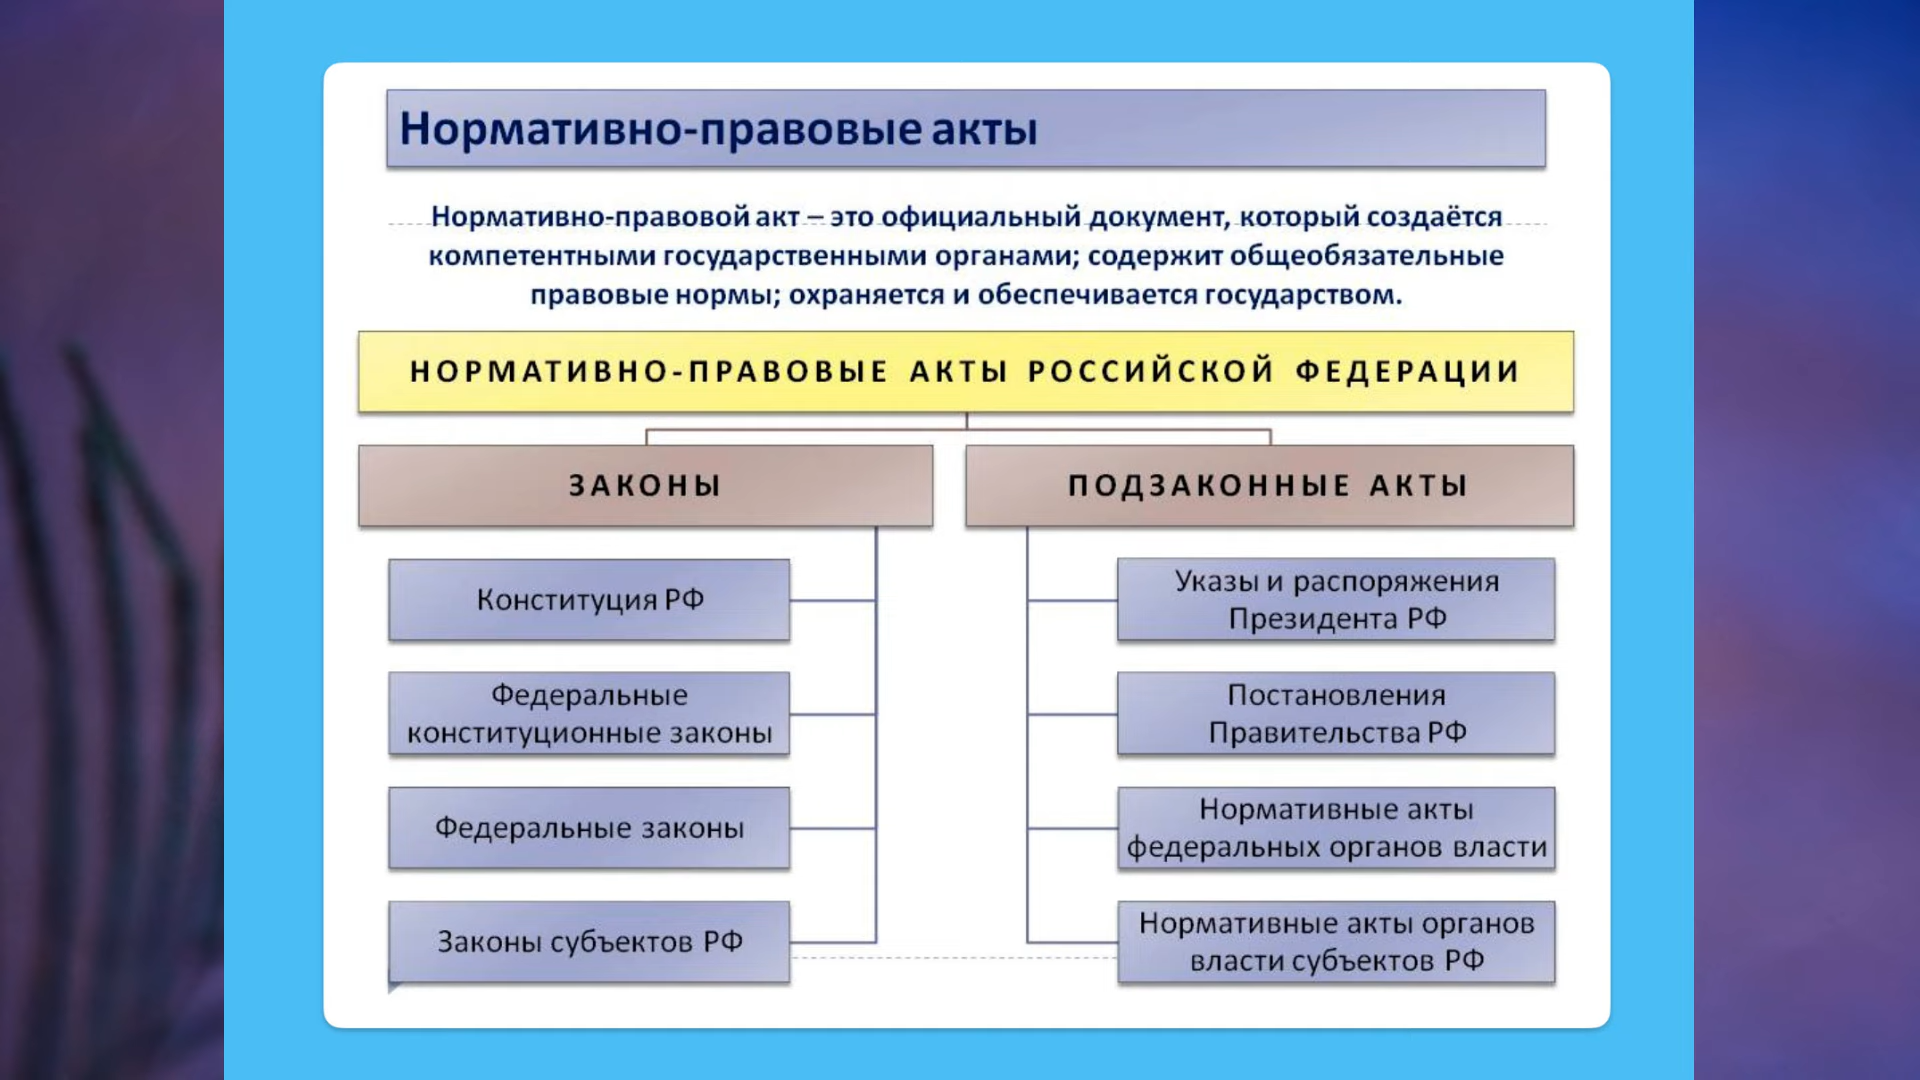 Нормативно-правовые акты
Нормативно-правовой акт – это официальный документ, который создаётся
компетентными государственными органами; содержит общеобязательные
правовые нормы; охраняется и обеспечивается государством.
НОРМАТИВНО-ПРАВОВЫЕ АКТЫ РОССИЙСКОЙ ФЕДЕРАЦИИ
ЗАКОНЫ
Конституция РФ
Федеральные
конституционные законы
Федеральные законы
Законы субъектов РФ
ПОДЗАКОННЫЕ АКТЫ
Указы и распоряжения
Президента РФ
Постановления
Правительства РФ
Нормативные акты
федеральных органов власти
Нормативные акты органов
власти субъектов РФ